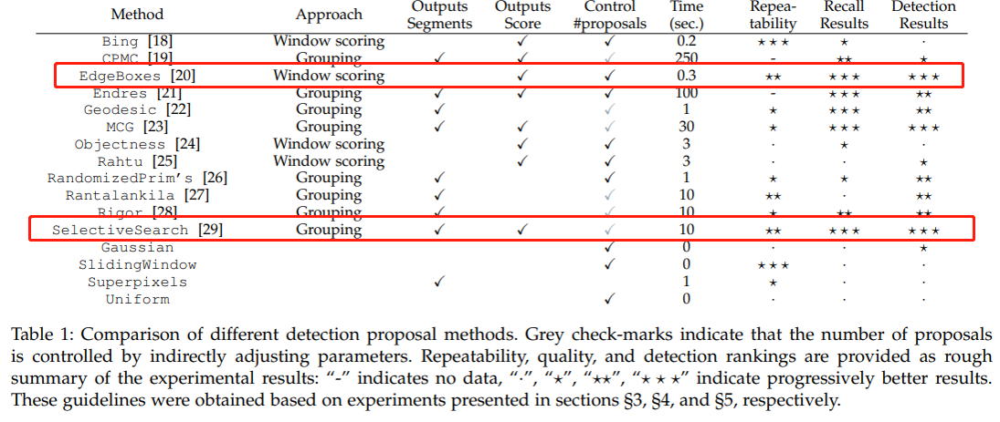 Method Approach Outputs Segments Outputs Score Control #proposals Time (sec.) Repea-tability Recall Results Detection Results
Bing [18] Window scoring ✓ ✓ 0.2 ⋆⋆⋆ ⋆ ·
CPMC [19] Grouping ✓ ✓ ✓ 250 - ⋆⋆ ⋆
EdgeBoxes [20] Window scoring ✓ ✓ 0.3 ⋆⋆ ⋆⋆⋆ ⋆⋆⋆
Endres [21] Grouping ✓ ✓ ✓ 100 - ⋆⋆⋆ ⋆⋆
Geodesic [22] Grouping ✓ ✓ 1 ⋆ ⋆⋆⋆ ⋆⋆
MCG [23] Grouping ✓ ✓ ✓ 30 ⋆ ⋆⋆⋆ ⋆⋆⋆
Objectness [24] Window scoring ✓ ✓ 3 · ⋆ ·
Rahtu [25] Window scoring ✓ ✓ 3 · · ⋆
RandomizedPrim's [26] Grouping ✓ ✓ 1 ⋆ ⋆ ⋆⋆
Rantalankila [27] Grouping ✓ ✓ 10 ⋆⋆ · ⋆⋆
Rigor [28] Grouping ✓ ✓ 10 ⋆ ⋆⋆ ⋆⋆
SelectiveSearch [29] Grouping ✓ ✓ ✓ 10 ⋆⋆ ⋆⋆⋆ ⋆⋆⋆
Gaussian ✓ 0 · · ⋆
SlidingWindow ✓ 0 ⋆⋆⋆ · ·
Superpixels ✓ 1 ⋆ · ·
Uniform ✓ 0 · · ·
Table 1: Comparison of different detection proposal methods. Grey check-marks indicate that the number of proposals
is controlled by indirectly adjusting parameters. Repeatability, quality, and detection rankings are provided as rough
summary of the experimental results: “-” indicates no data, “·”, “⋆”, “⋆⋆”, “⋆⋆⋆” indicate progressively better results.
These guidelines were obtained based on experiments presented in sections §3, §4, and §5, respectively.